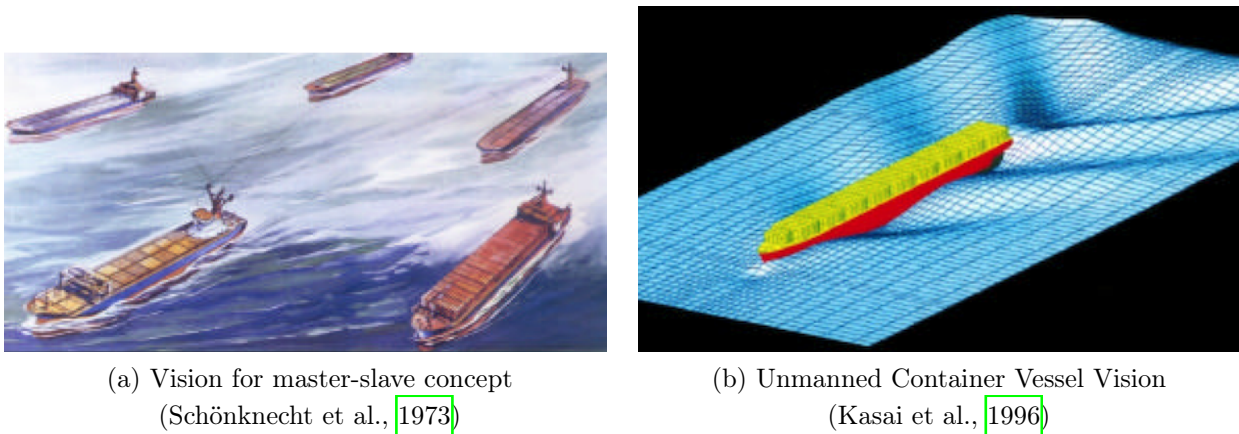 (a) Vision for master-slave concept
(Schönknecht et al., 1973)
(b) Unmanned Container Vessel Vision
(Kasai et al., 1996)